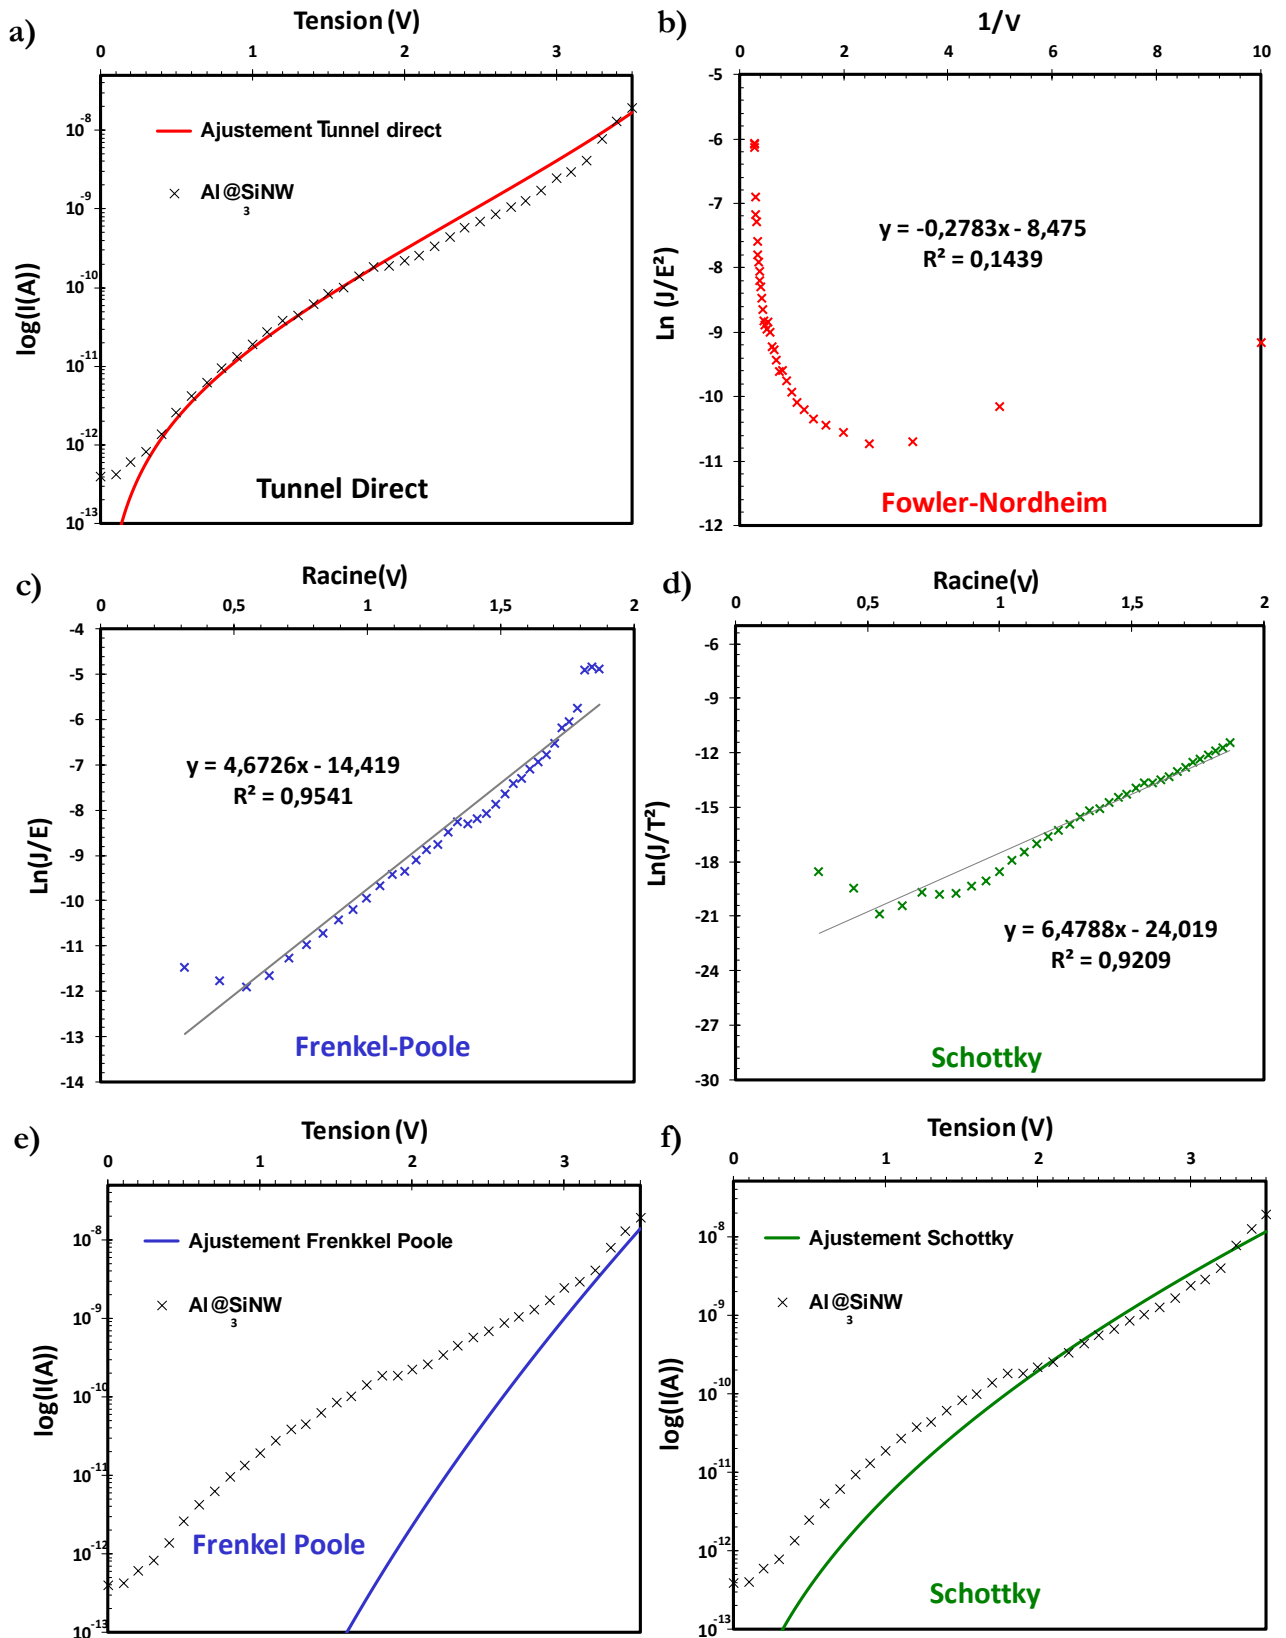 a)
Tension (V)
0 1 2 3
10-8
10-9
10-10
10-11
10-12
10-13
log(I(A))
Ajustement Tunnel direct
Al@SiNW
3
Tunnel Direct
b)
1/V
0 2 4 6 8 10
-5
-6
-7
-8
-9
-10
-11
-12
Ln (J/E²)
y = -0,2783x - 8,475
R² = 0,1439
Fowler-Nordheim
c)
Racine(V)
0 0,5 1 1,5 2
-4
-5
-6
-7
-8
-9
-10
-11
-12
-13
-14
Ln(J/E)
y = 4,6726x - 14,419
R² = 0,9541
Frenkel-Poole
d)
Racine(V)
0 0,5 1 1,5 2
-6
-9
-12
-15
-18
-21
-24
-27
-30
Ln(J/T²)
y = 6,4788x - 24,019
R² = 0,9209
Schottky
e)
Tension (V)
0 1 2 3
10-8
10-9
10-10
10-11
10-12
10-13
log(I(A))
Ajustement Frenkkel Poole
Al@SiNW
3
Frenkel Poole
f)
Tension (V)
0 1 2 3
10-8
10-9
10-10
10-11
10-12
10-13
log(I(A))
Ajustement Schottky
Al@SiNW
3
Schottky